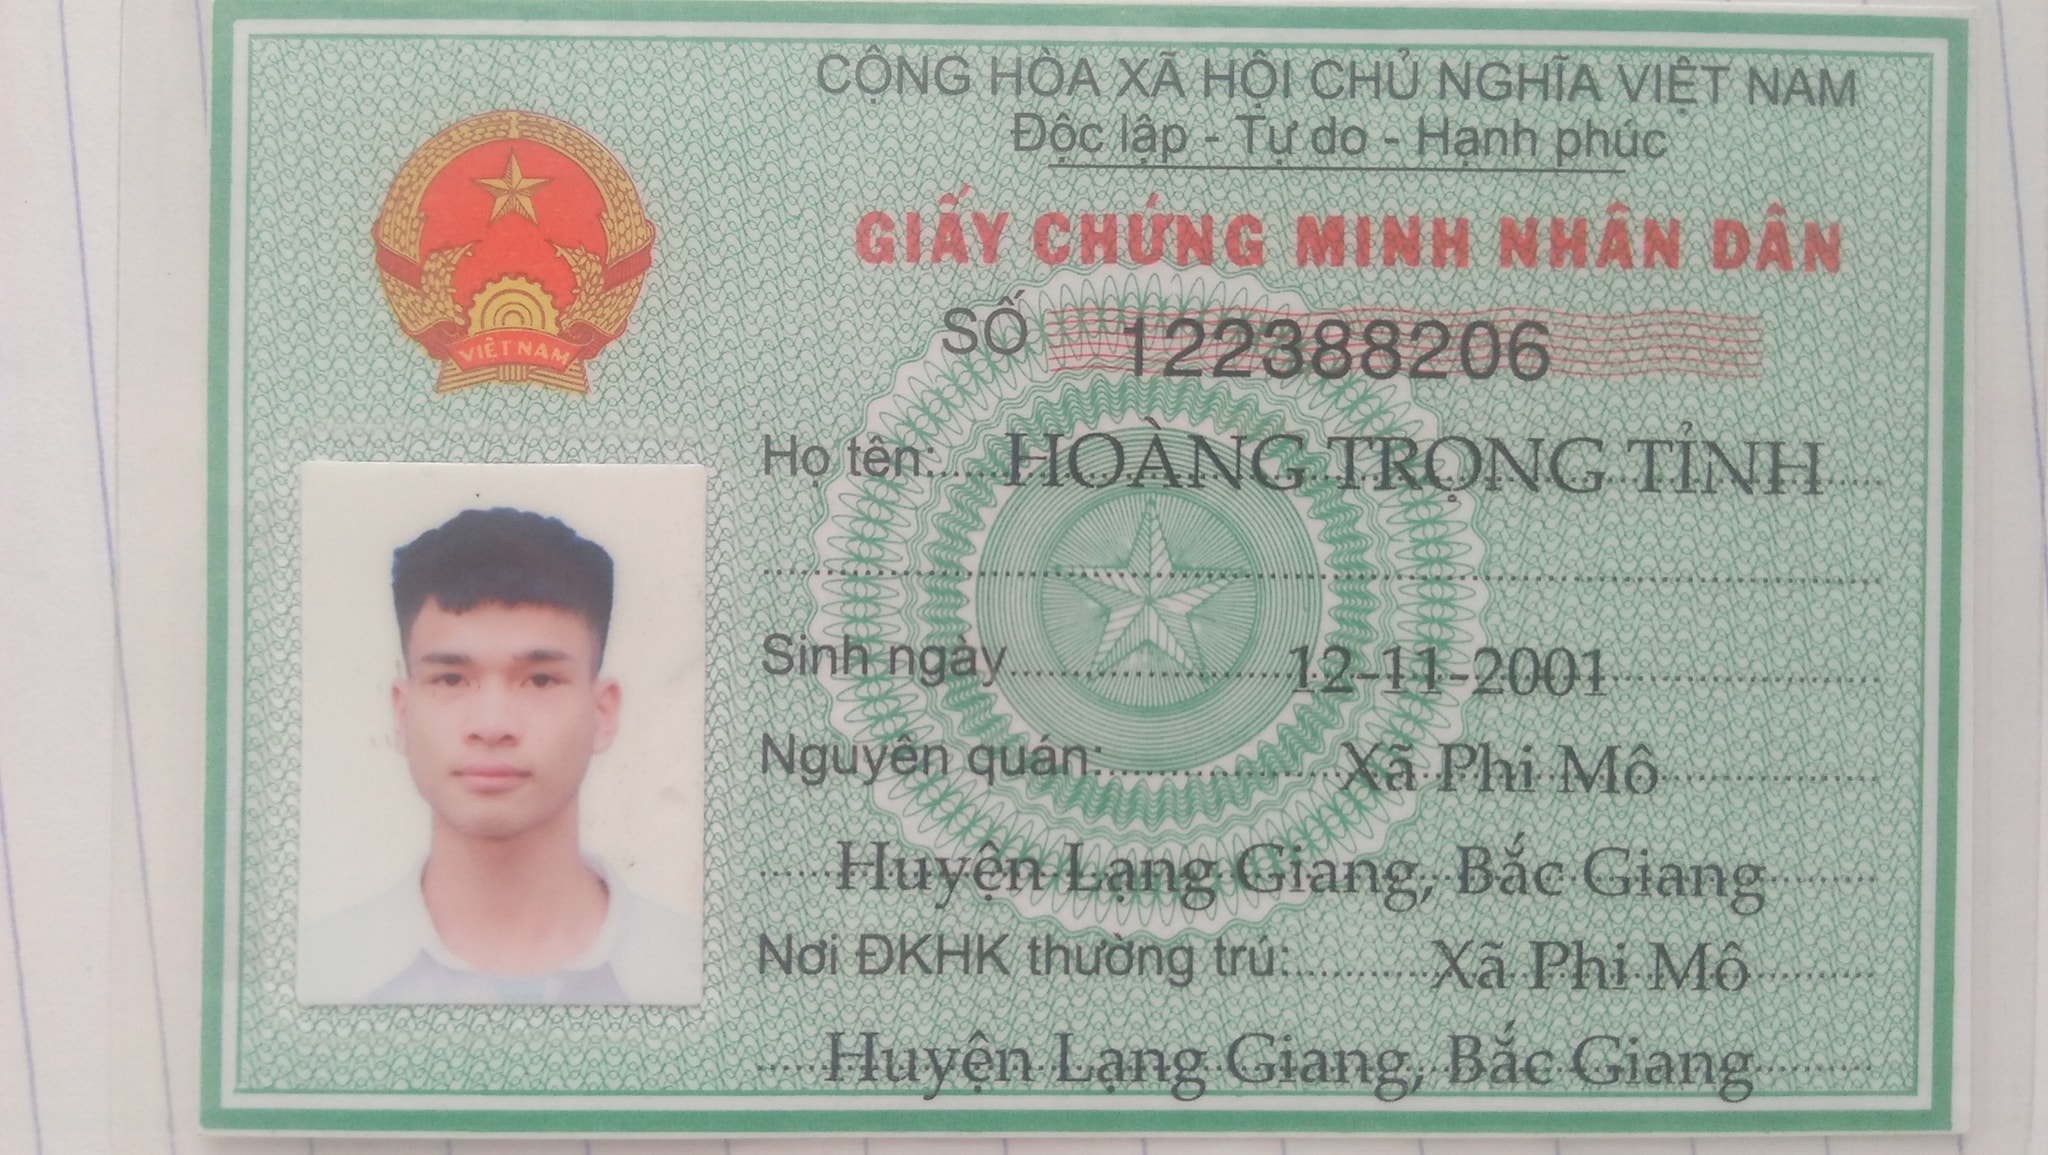 CỘNG HÒA XÃ HỘI CHỦ NGHĨA VIỆT NAM
Độc lập - Tự do - Hạnh phúc
GIẤY CHỨNG MINH NHÂN DÂN
SỐ 122388206
Họ tên: HOÀNG TRỌNG TỈNH
Sinh ngày 12-11-2001
Nguyên quán: Xã Phi Mô
Huyện Lạng Giang, Bắc Giang
Nơi ĐKHK thường trú: Xã Phi Mô
Huyện Lạng Giang, Bắc Giang
VIỆT NAM